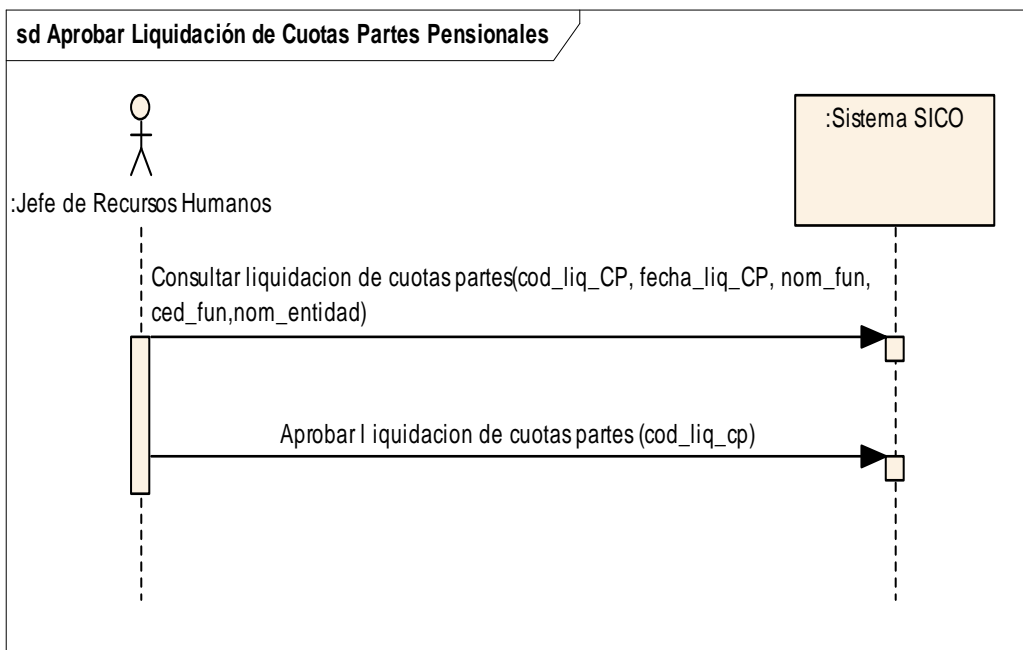 sd Aprobar Liquidación de Cuotas Partes Pensionales
:Sistema SICO
:Jefe de Recursos Humanos
Consultar liquidacion de cuotas partes(cod_liq_CP, fecha_liq_CP, nom_fun,
ced_fun,nom_entidad)
Aprobar l iquidacion de cuotas partes (cod_liq_cp)